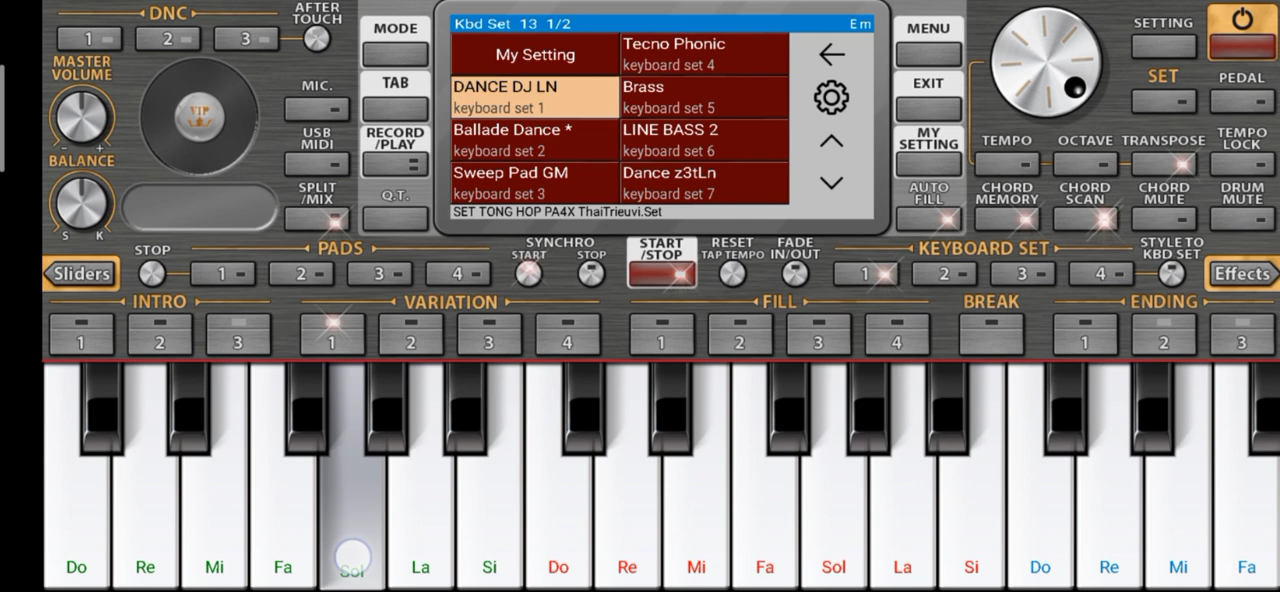 DNC
1
2
3
AFTER
TOUCH
MASTER
VOLUME
VIP
- +
BALANCE
S K
MIC.
USB
MIDI
SPLIT
/MIX
MODE
TAB
RECORD
/PLAY
Q.T.
Kbd Set 13 1/2 Em
My Setting
DANCE DJ LN
keyboard set 1
Ballade Dance *
keyboard set 2
Sweep Pad GM
keyboard set 3
Tecno Phonic
keyboard set 4
Brass
keyboard set 5
LINE BASS 2
keyboard set 6
Dance z3tLn
keyboard set 7
SET TONG HOP PA4X ThaiTrieuvi.Set
MENU
EXIT
MY
SETTING
AUTO
FILL
SETTING
SET
PEDAL
TEMPO
OCTAVE
TRANSPOSE
TEMPO
LOCK
CHORD
MEMORY
CHORD
SCAN
CHORD
MUTE
DRUM
MUTE
Sliders
STOP
PADS
1
2
3
4
SYNCHRO
START
STOP
START
/STOP
RESET
TAP TEMPO
FADE
IN/OUT
KEYBOARD SET
1
2
3
4
STYLE TO
KBD SET
Effects
INTRO
1
2
3
VARIATION
1
2
3
4
FILL
1
2
3
4
BREAK
ENDING
1
2
3
Do Re Mi Fa Sol La Si Do Re Mi Fa Sol La Si Do Re Mi Fa